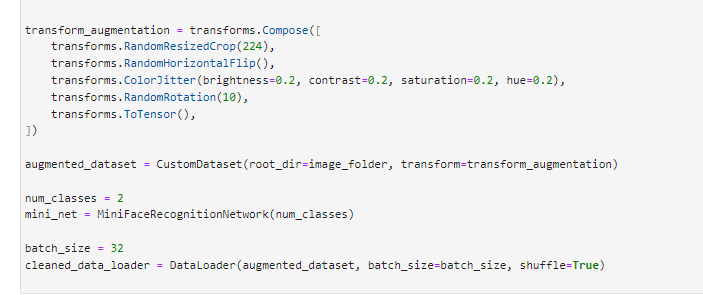 transform_augmentation = transforms.Compose([
    transforms.RandomResizedCrop(224),
    transforms.RandomHorizontalFlip(),
    transforms.ColorJitter(brightness=0.2, contrast=0.2, saturation=0.2, hue=0.2),
    transforms.RandomRotation(10),
    transforms.ToTensor(),
])
augmented_dataset = CustomDataset(root_dir=image_folder, transform=transform_augmentation)
num_classes = 2
mini_net = MiniFaceRecognitionNetwork(num_classes)
batch_size = 32
cleaned_data_loader = DataLoader(augmented_dataset, batch_size=batch_size, shuffle=True)